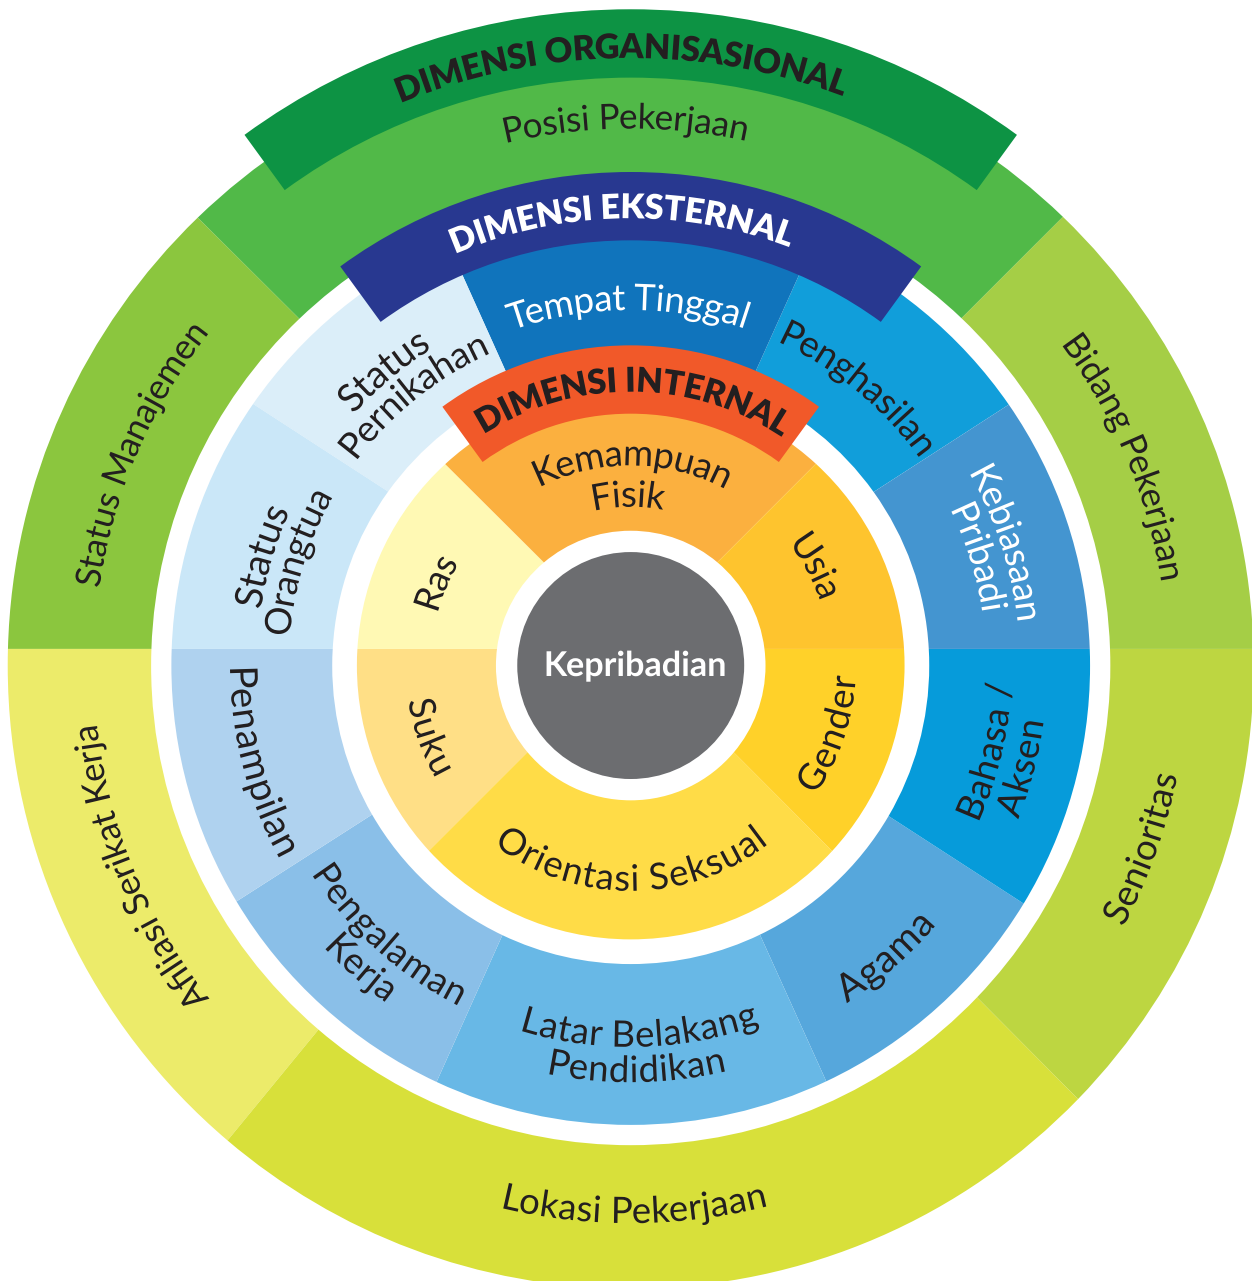 DIMENSI ORGANISASIONAL
Posisi Pekerjaan
Bidang Pekerjaan
Senioritas
Lokasi Pekerjaan
Afiliasi Serikat Kerja
Status Manajemen
DIMENSI EKSTERNAL
Tempat Tinggal
Penghasilan
Kebiasaan
Pribadi
Bahasa /
Aksen
Agama
Latar Belakang
Pendidikan
Pengalaman
Kerja
Penampilan
Status
Orangtua
Status
Pernikahan
DIMENSI INTERNAL
Kemampuan
Fisik
Usia
Gender
Orientasi Seksual
Suku
Ras
Kepribadian